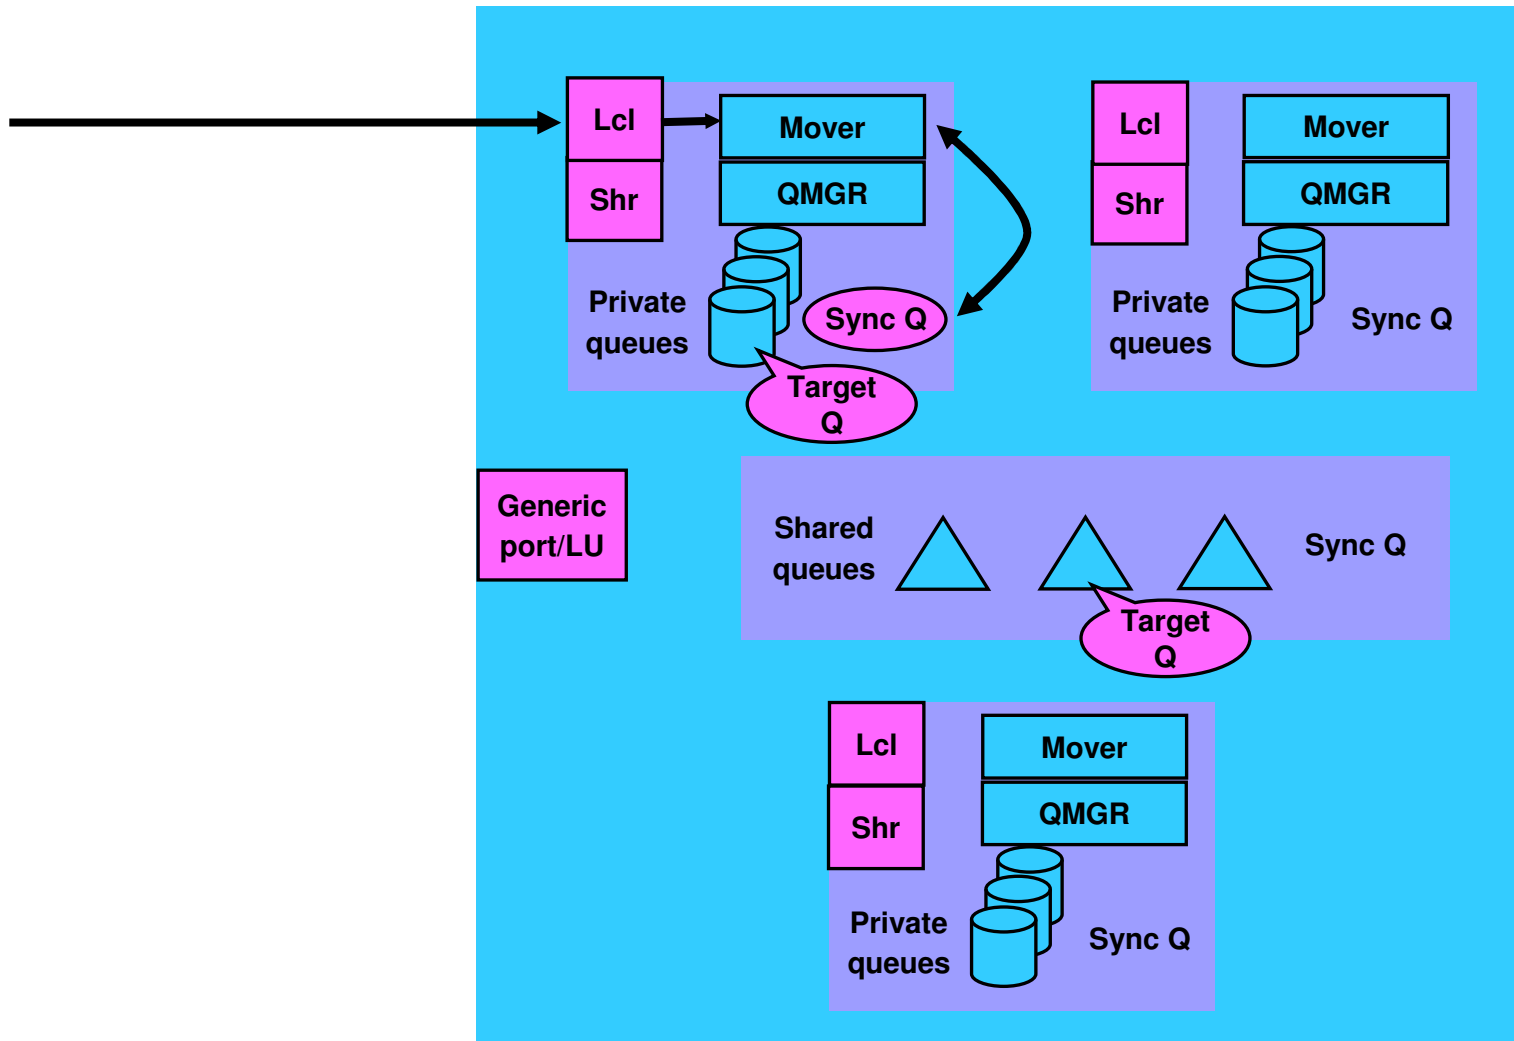 Lcl
Mover
Shr
QMGR
Private
queues
Sync Q
Target
Q
Lcl
Mover
Shr
QMGR
Private
queues
Sync Q
Generic
port/LU
Shared
queues
Sync Q
Target
Q
Lcl
Mover
Shr
QMGR
Private
queues
Sync Q